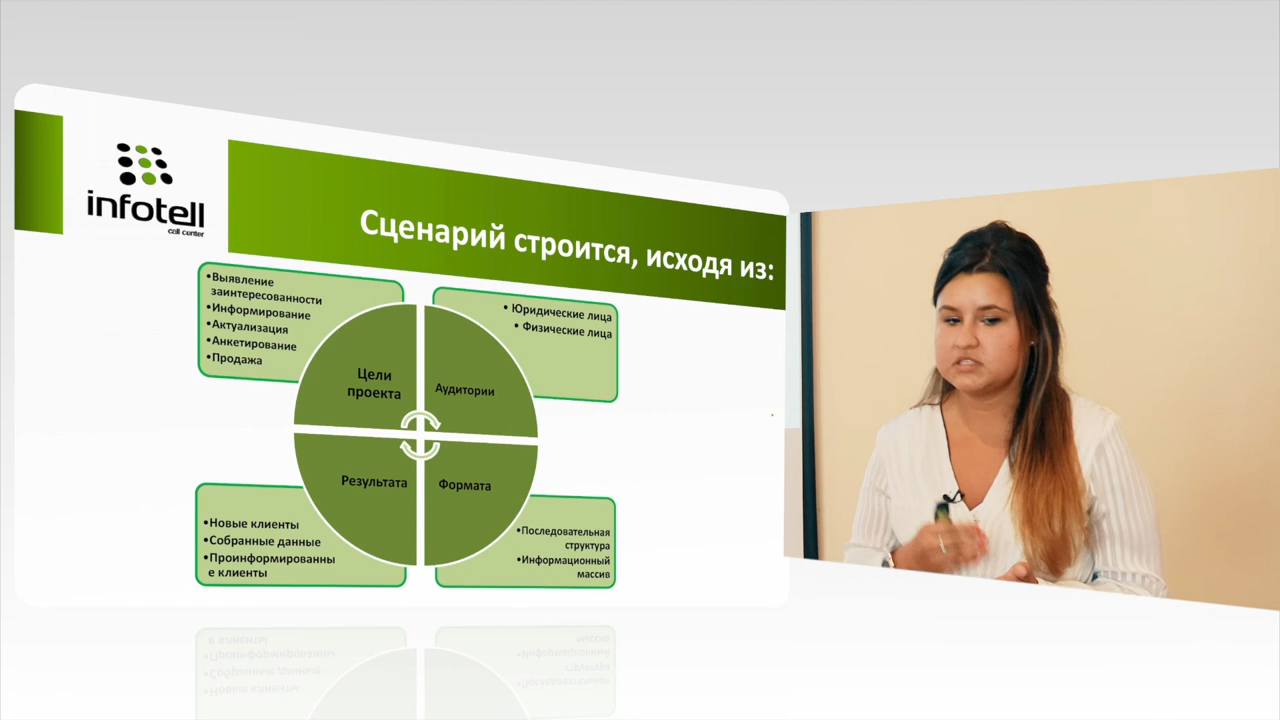 infotell
call center
Сценарий строится, исходя из:
•Выявление
заинтересованности
•Информирование
•Актуализация
•Анкетирование
•Продажа
• Юридические лица
• Физические лица
Цели
проекта
Аудитории
Результата
Формата
•Новые клиенты
•Собранные данные
•Проинформированны
е клиенты
•Последовательная
структура
•Информационный
массив